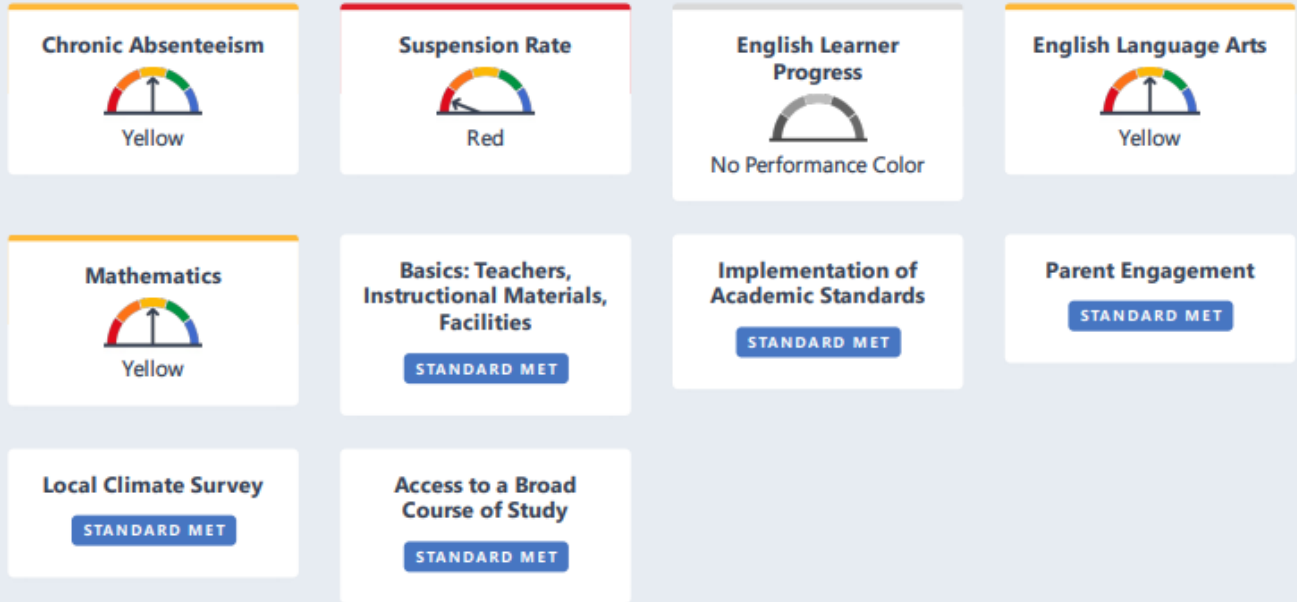 Chronic Absenteeism
Yellow
Suspension Rate
Red
English Learner
Progress
No Performance Color
English Language Arts
Yellow
Mathematics
Yellow
Basics: Teachers,
Instructional Materials,
Facilities
STANDARD MET
Implementation of
Academic Standards
STANDARD MET
Parent Engagement
STANDARD MET
Local Climate Survey
STANDARD MET
Access to a Broad
Course of Study
STANDARD MET